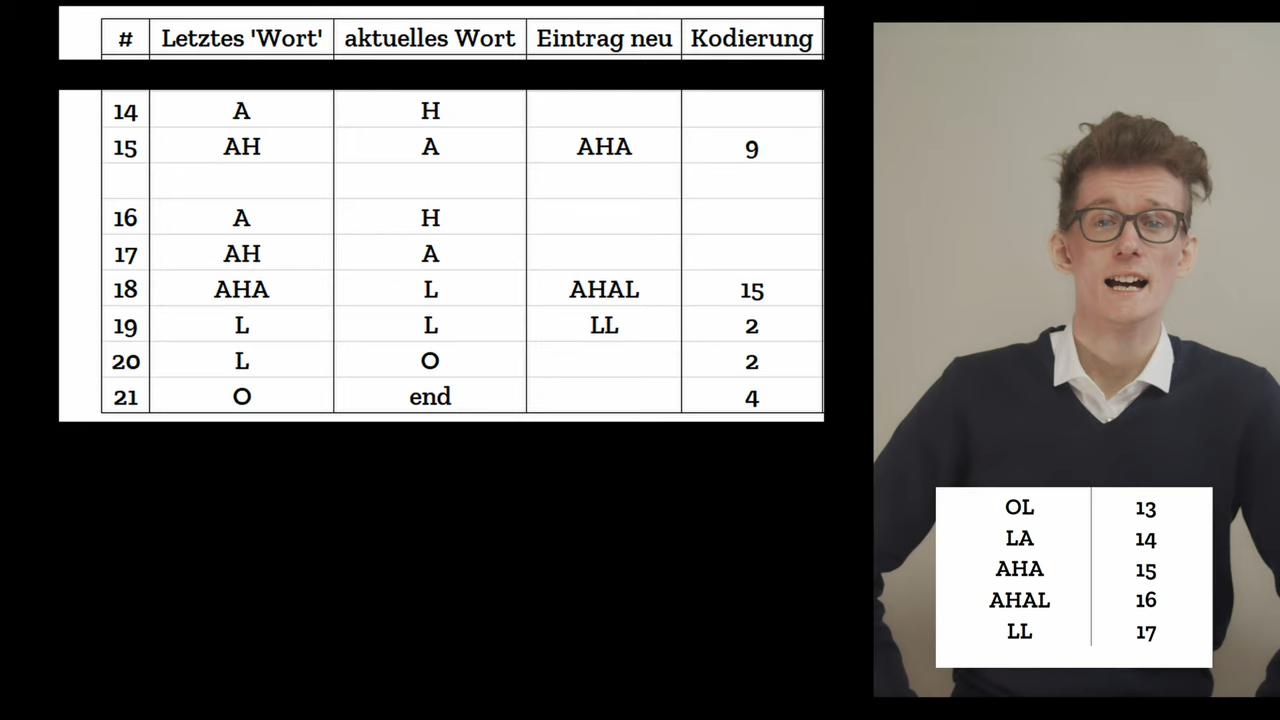 # Letztes 'Wort' aktuelles Wort Eintrag neu Kodierung
14 A H
15 AH A AHA 9
16 A H
17 AH A
18 AHA L AHAL 15
19 L L LL 2
20 L O 2
21 O end 4
OL 13
LA 14
AHA 15
AHAL 16
LL 17